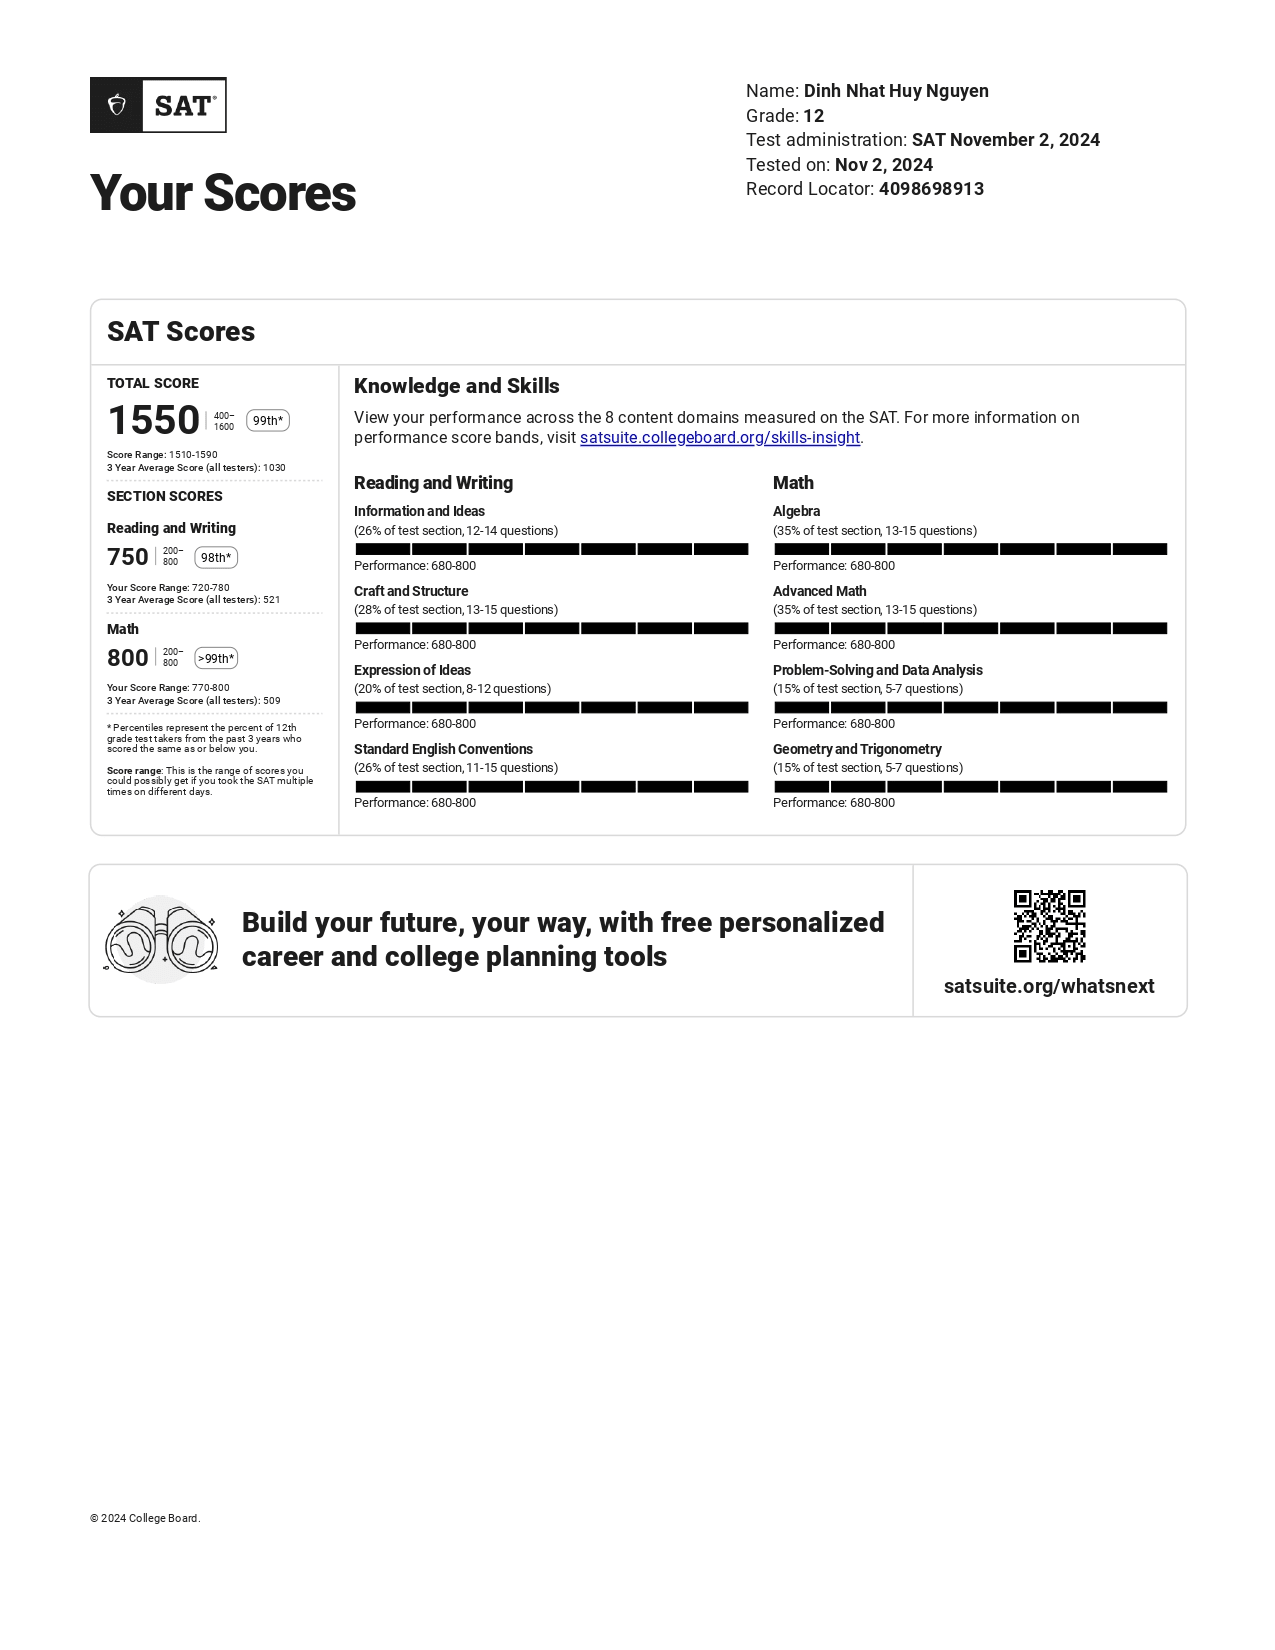 SAT®
Name: Dinh Nhat Huy Nguyen
Grade: 12
Test administration: SAT November 2, 2024
Tested on: Nov 2, 2024
Record Locator: 4098698913
Your Scores
SAT Scores
TOTAL SCORE
1550
400–
1600
99th*
Score Range: 1510-1590
3 Year Average Score (all testers): 1030
SECTION SCORES
Reading and Writing
750
200–
800
98th*
Your Score Range: 720-780
3 Year Average Score (all testers): 521
Math
800
200–
800
>99th*
Your Score Range: 770-800
3 Year Average Score (all testers): 509
* Percentiles represent the percent of 12th
grade test takers from the past 3 years who
scored the same as or below you.
Score range: This is the range of scores you
could possibly get if you took the SAT multiple
times on different days.
Knowledge and Skills
View your performance across the 8 content domains measured on the SAT. For more information on
performance score bands, visit satsuite.collegeboard.org/skills-insight.
Reading and Writing
Information and Ideas
(26% of test section, 12-14 questions)
Performance: 680-800
Craft and Structure
(28% of test section, 13-15 questions)
Performance: 680-800
Expression of Ideas
(20% of test section, 8-12 questions)
Performance: 680-800
Standard English Conventions
(26% of test section, 11-15 questions)
Performance: 680-800
Math
Algebra
(35% of test section, 13-15 questions)
Performance: 680-800
Advanced Math
(35% of test section, 13-15 questions)
Performance: 680-800
Problem-Solving and Data Analysis
(15% of test section, 5-7 questions)
Performance: 680-800
Geometry and Trigonometry
(15% of test section, 5-7 questions)
Performance: 680-800
Build your future, your way, with free personalized
career and college planning tools
satsuite.org/whatsnext
© 2024 College Board.